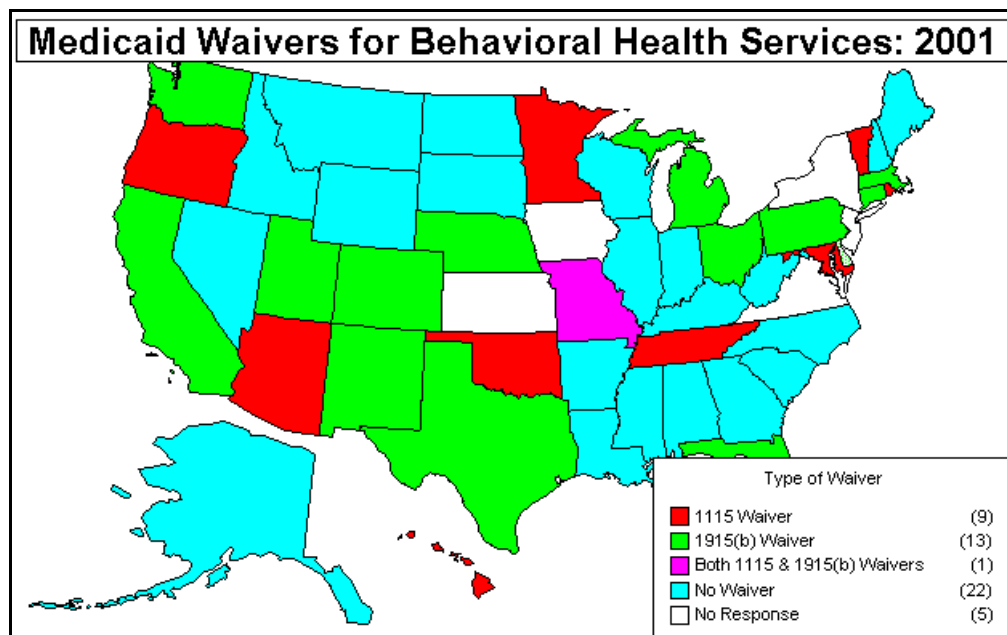 Medicaid Waivers for Behavioral Health Services: 2001
Type of Waiver
1115 Waiver (9)
1915(b) Waiver (13)
Both 1115 & 1915(b) Waivers (1)
No Waiver (22)
No Response (5)